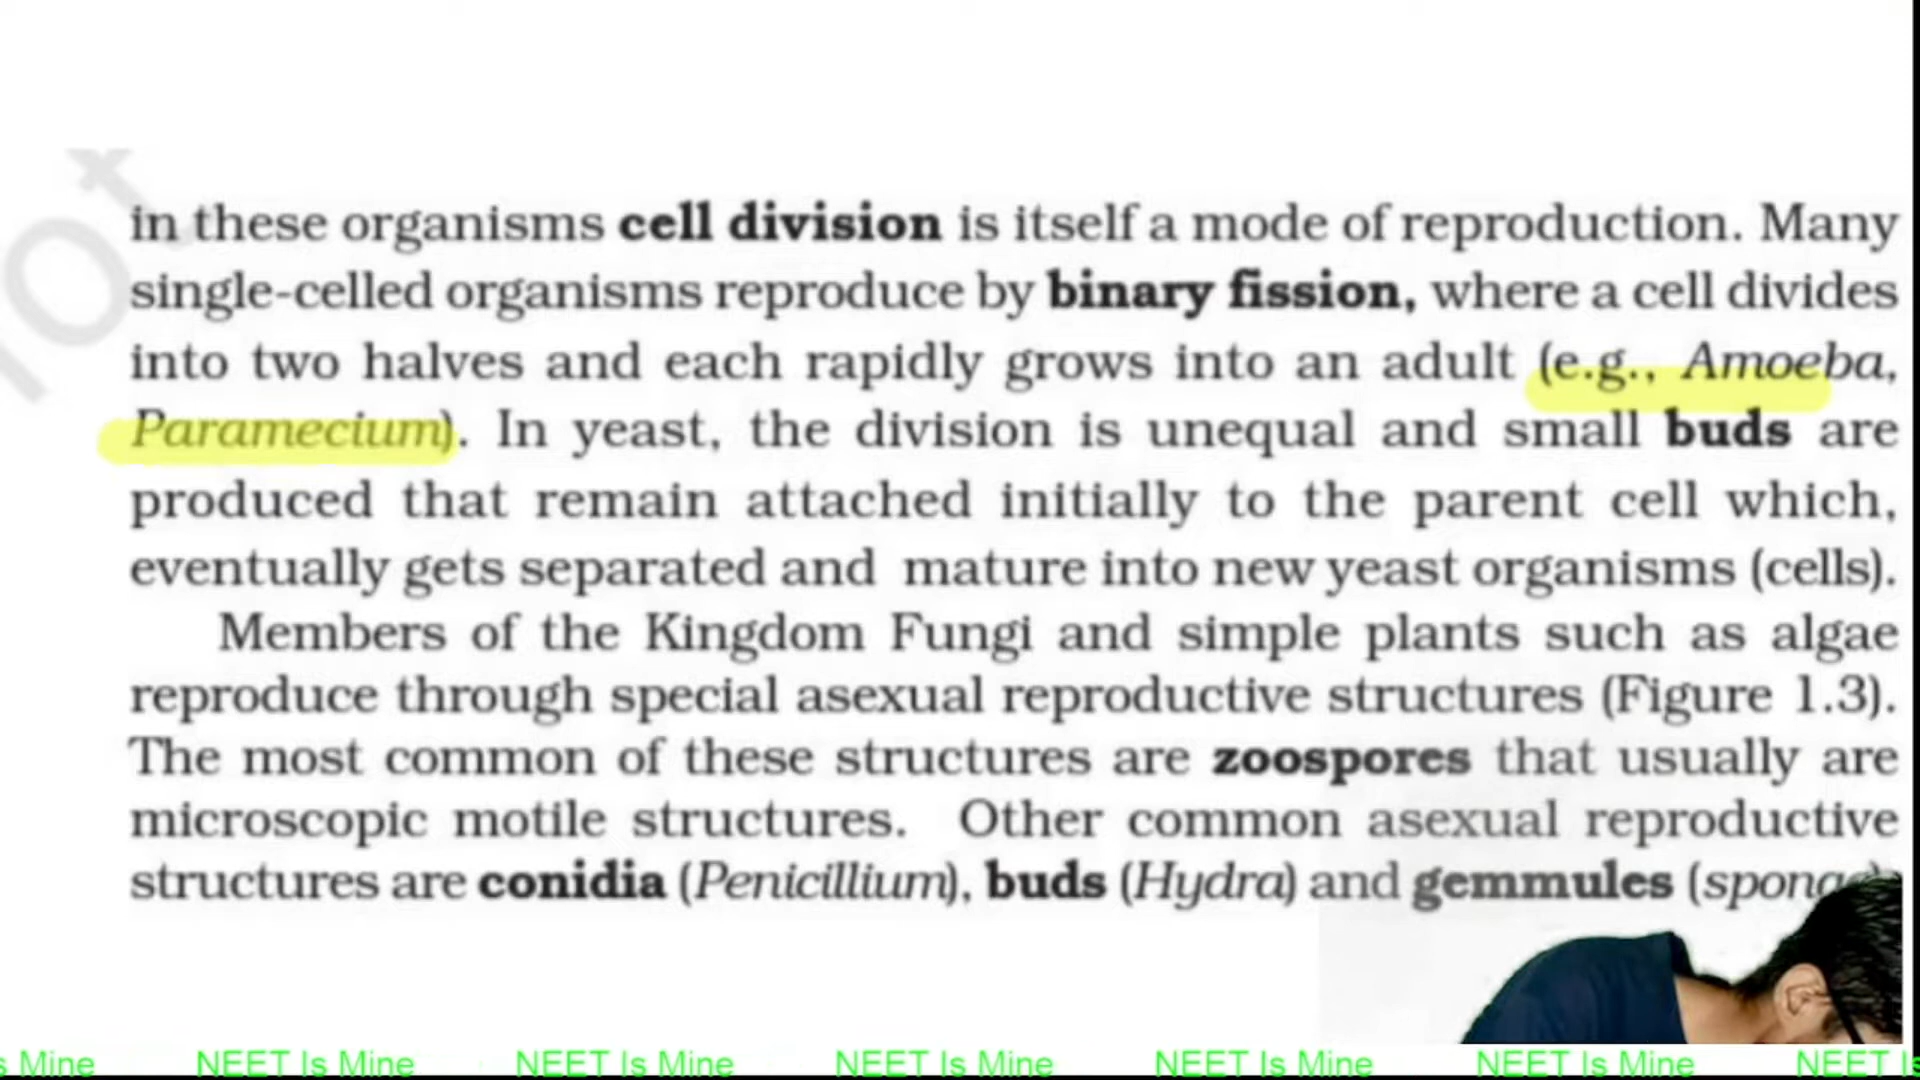 in these organisms cell division is itself a mode of reproduction. Many
single-celled organisms reproduce by binary fission, where a cell divides
into two halves and each rapidly grows into an adult (e.g., Amoeba,
Paramecium). In yeast, the division is unequal and small buds are
produced that remain attached initially to the parent cell which,
eventually gets separated and mature into new yeast organisms (cells).
Members of the Kingdom Fungi and simple plants such as algae
reproduce through special asexual reproductive structures (Figure 1.3).
The most common of these structures are zoospores that usually are
microscopic motile structures. Other common asexual reproductive
structures are conidia (Penicillium), buds (Hydra) and gemmules
s Mine NEET Is Mine NEET Is Mine NEET Is Mine NEET Is Mine NEET Is Mine NEET